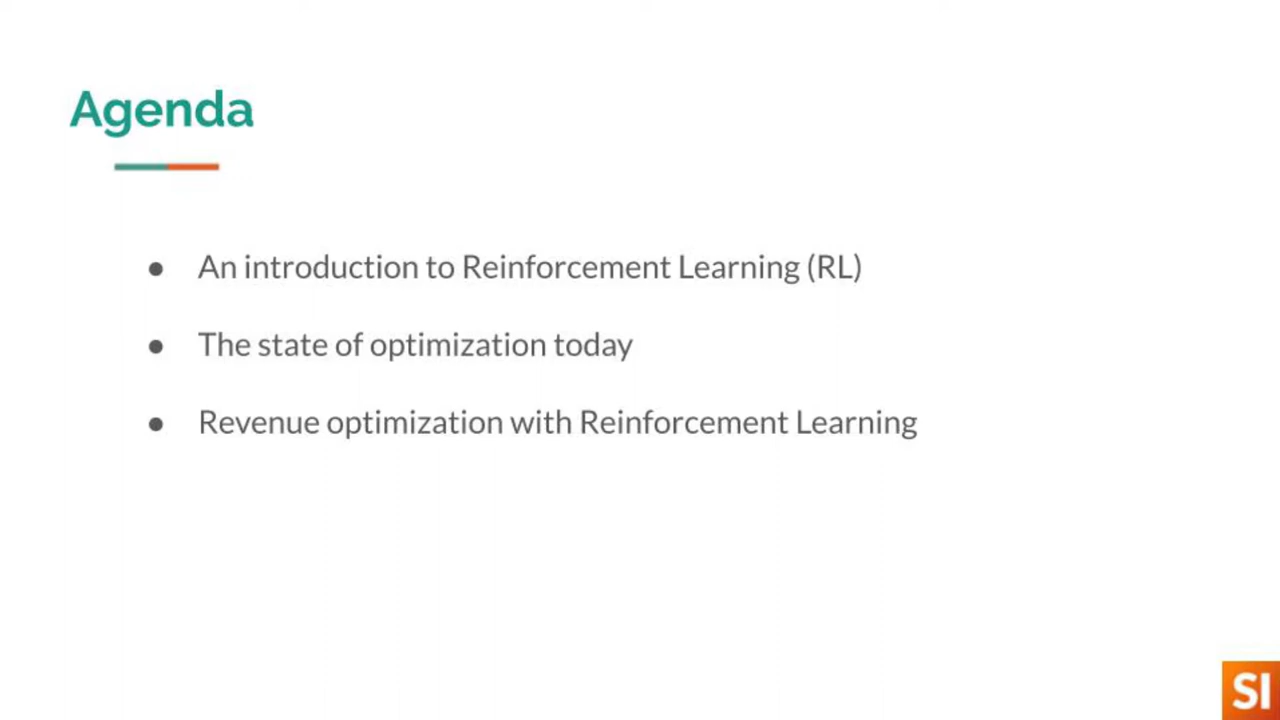 Agenda
● An introduction to Reinforcement Learning (RL)
● The state of optimization today
● Revenue optimization with Reinforcement Learning
SI